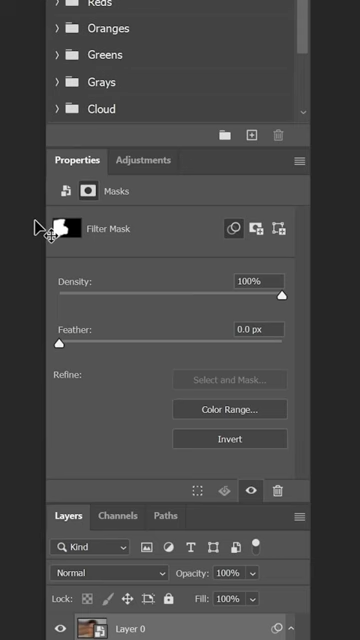 Reds
Oranges
Greens
Grays
Cloud
Properties Adjustments
Masks
Filter Mask
Density: 100%
Feather: 0.0 px
Refine: Select and Mask...
Color Range...
Invert
Layers Channels Paths
Kind
Normal Opacity: 100%
Lock: Fill: 100%
Layer 0